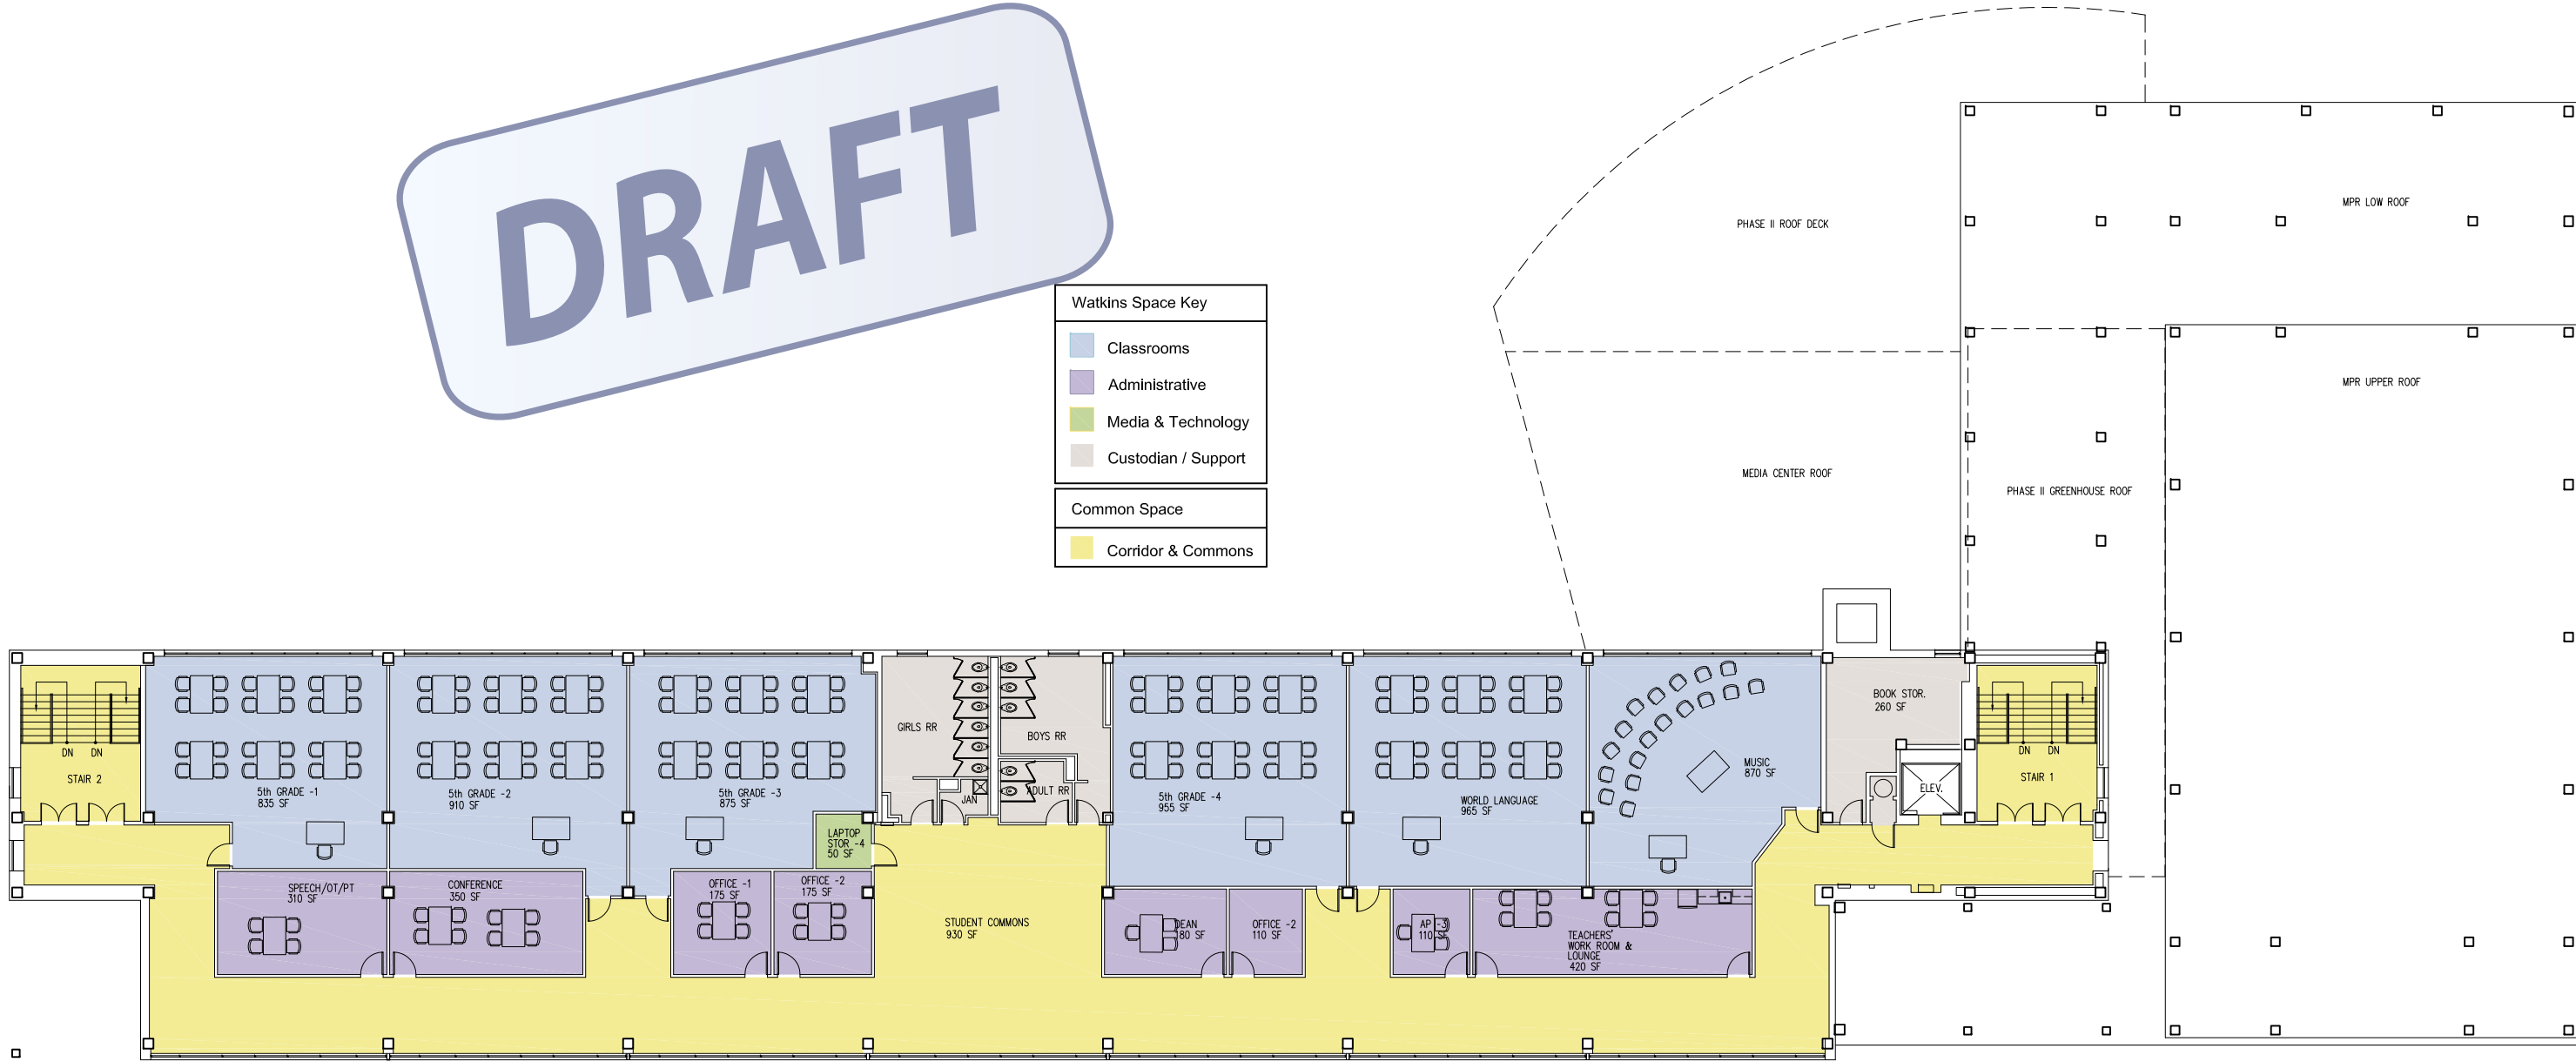 DRAFT
Watkins Space Key
Classrooms
Administrative
Media & Technology
Custodian / Support
Common Space
Corridor & Commons
PHASE II ROOF DECK
MPR LOW ROOF
MPR UPPER ROOF
MEDIA CENTER ROOF
PHASE II GREENHOUSE ROOF
DN DN
STAIR 2
5th GRADE -1
835 SF
5th GRADE -2
910 SF
5th GRADE -3
875 SF
LAPTOP
STOR -4
50 SF
GIRLS RR
JAN
BOYS RR
ADULT RR
5th GRADE -4
955 SF
WORLD LANGUAGE
965 SF
MUSIC
870 SF
BOOK STOR.
260 SF
ELEV.
DN DN
STAIR 1
SPEECH/OT/PT
310 SF
CONFERENCE
350 SF
OFFICE -1
175 SF
OFFICE -2
175 SF
STUDENT COMMONS
930 SF
DEAN
180 SF
OFFICE -2
110 SF
AP -3
110 SF
TEACHERS'
WORK ROOM &
LOUNGE
420 SF